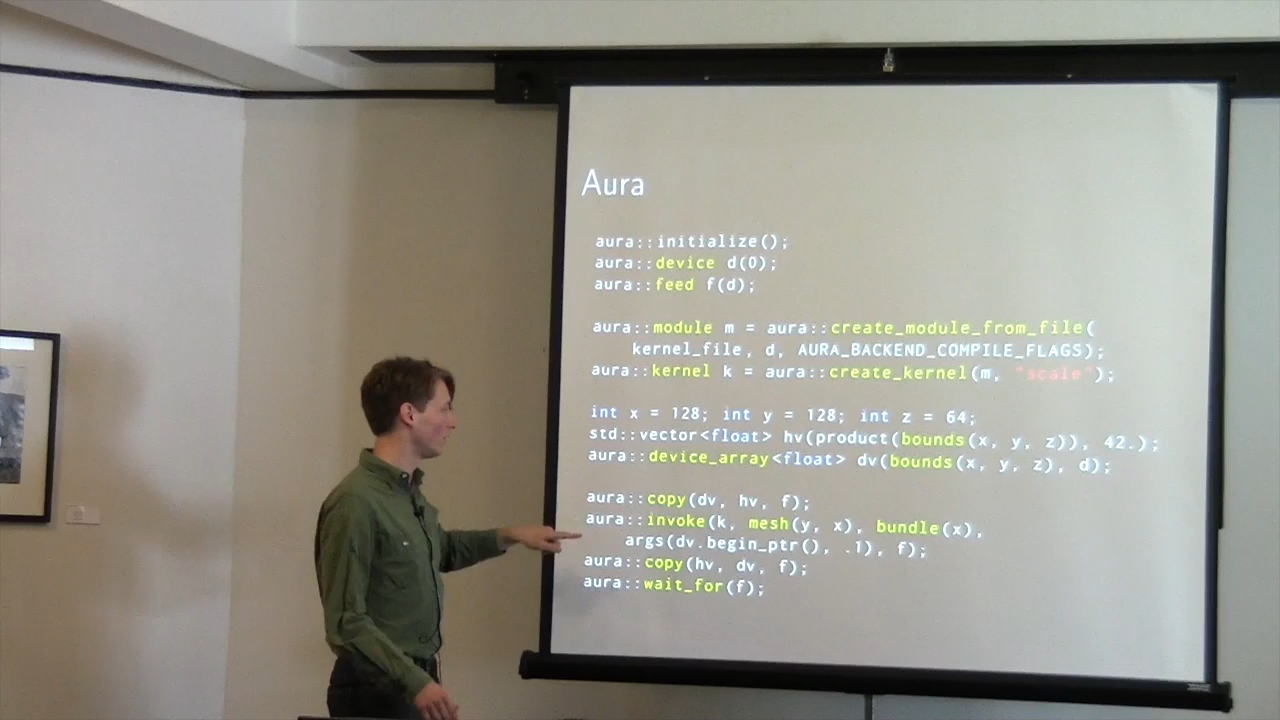 Aura
aura::initialize();
aura::device d(0);
aura::feed f(d);
aura::module m = aura::create_module_from_file(
kernel_file, d, AURA_BACKEND_COMPILE_FLAGS);
aura::kernel k = aura::create_kernel(m, "scale");
int x = 128; int y = 128; int z = 64;
std::vector<float> hv(product(bounds(x, y, z)), 42.);
aura::device_array<float> dv(bounds(x, y, z), d);
aura::copy(dv, hv, f);
aura::invoke(k, mesh(y, x), bundle(x),
args(dv.begin_ptr(), .1), f);
aura::copy(hv, dv, f);
aura::wait_for(f);